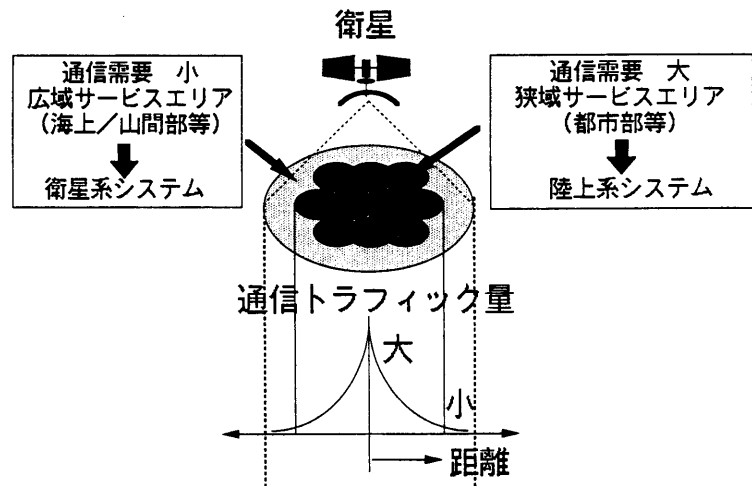 衛星
通信需要 小
広域サービスエリア
(海上/山間部等)
衛星系システム
通信需要 大
狭域サービスエリア
(都市部等)
陸上系システム
通信トラフィック量
大
小
距離